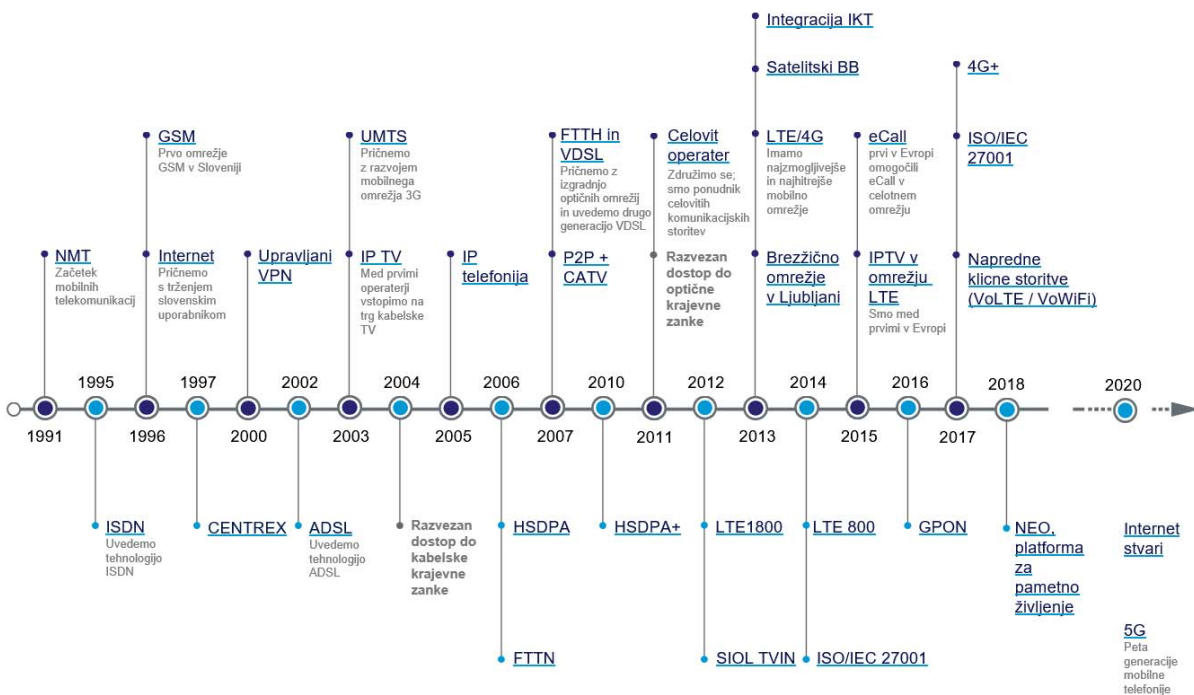 Integracija IKT
Satelitski BB
4G+
GSM
Prvo omrežje
GSM v Sloveniji
UMTS
Pričnemo
z razvojem
mobilnega
omrežja 3G
FTTH in
VDSL
Pričnemo z
izgradnjo
optičnih omrežij
in uvedemo drugo
generacijo VDSL
Celovit
operater
Združimo se;
smo ponudnik
celovitih
komunikacijskih
storitev
LTE/4G
Imamo
najzmogljivejše
in najhitrejše
mobilno
omrežje
eCall
prvi v Evropi
omogočili
eCall v
celotnem
omrežju
ISO/IEC
27001
NMT
Začetek
mobilnih
telekomunikacij
Internet
Pričnemo
s trženjem
slovenskim
uporabnikom
Upravljani
VPN
IP TV
Med prvimi
operaterji
vstopimo na
trg kabelske
TV
IP
telefonija
P2P +
CATV
Razvezan
dostop do
optične
krajevne
zanke
Brezžično
omrežje
v Ljubljani
IPTV v
omrežju
LTE
Smo med
prvimi v Evropi
Napredne
klicne storitve
(VoLTE / VoWiFi)
1995 1997 2002 2004 2006 2010 2012 2014 2016 2018 2020
1991 1996 2000 2003 2005 2007 2011 2013 2015 2017
ISDN
Uvedemo
tehnologijo
ISDN
CENTREX
ADSL
Uvedemo
tehnologijo
ADSL
Razvezan
dostop do
kabelske
krajevne
zanke
HSDPA
HSDPA+
LTE1800
LTE 800
GPON
NEO,
platforma
za
pametno
življenje
Internet
stvari
FTTN
SIOL TVIN
ISO/IEC 27001
5G
Peta
generacije
mobilne
telefonije